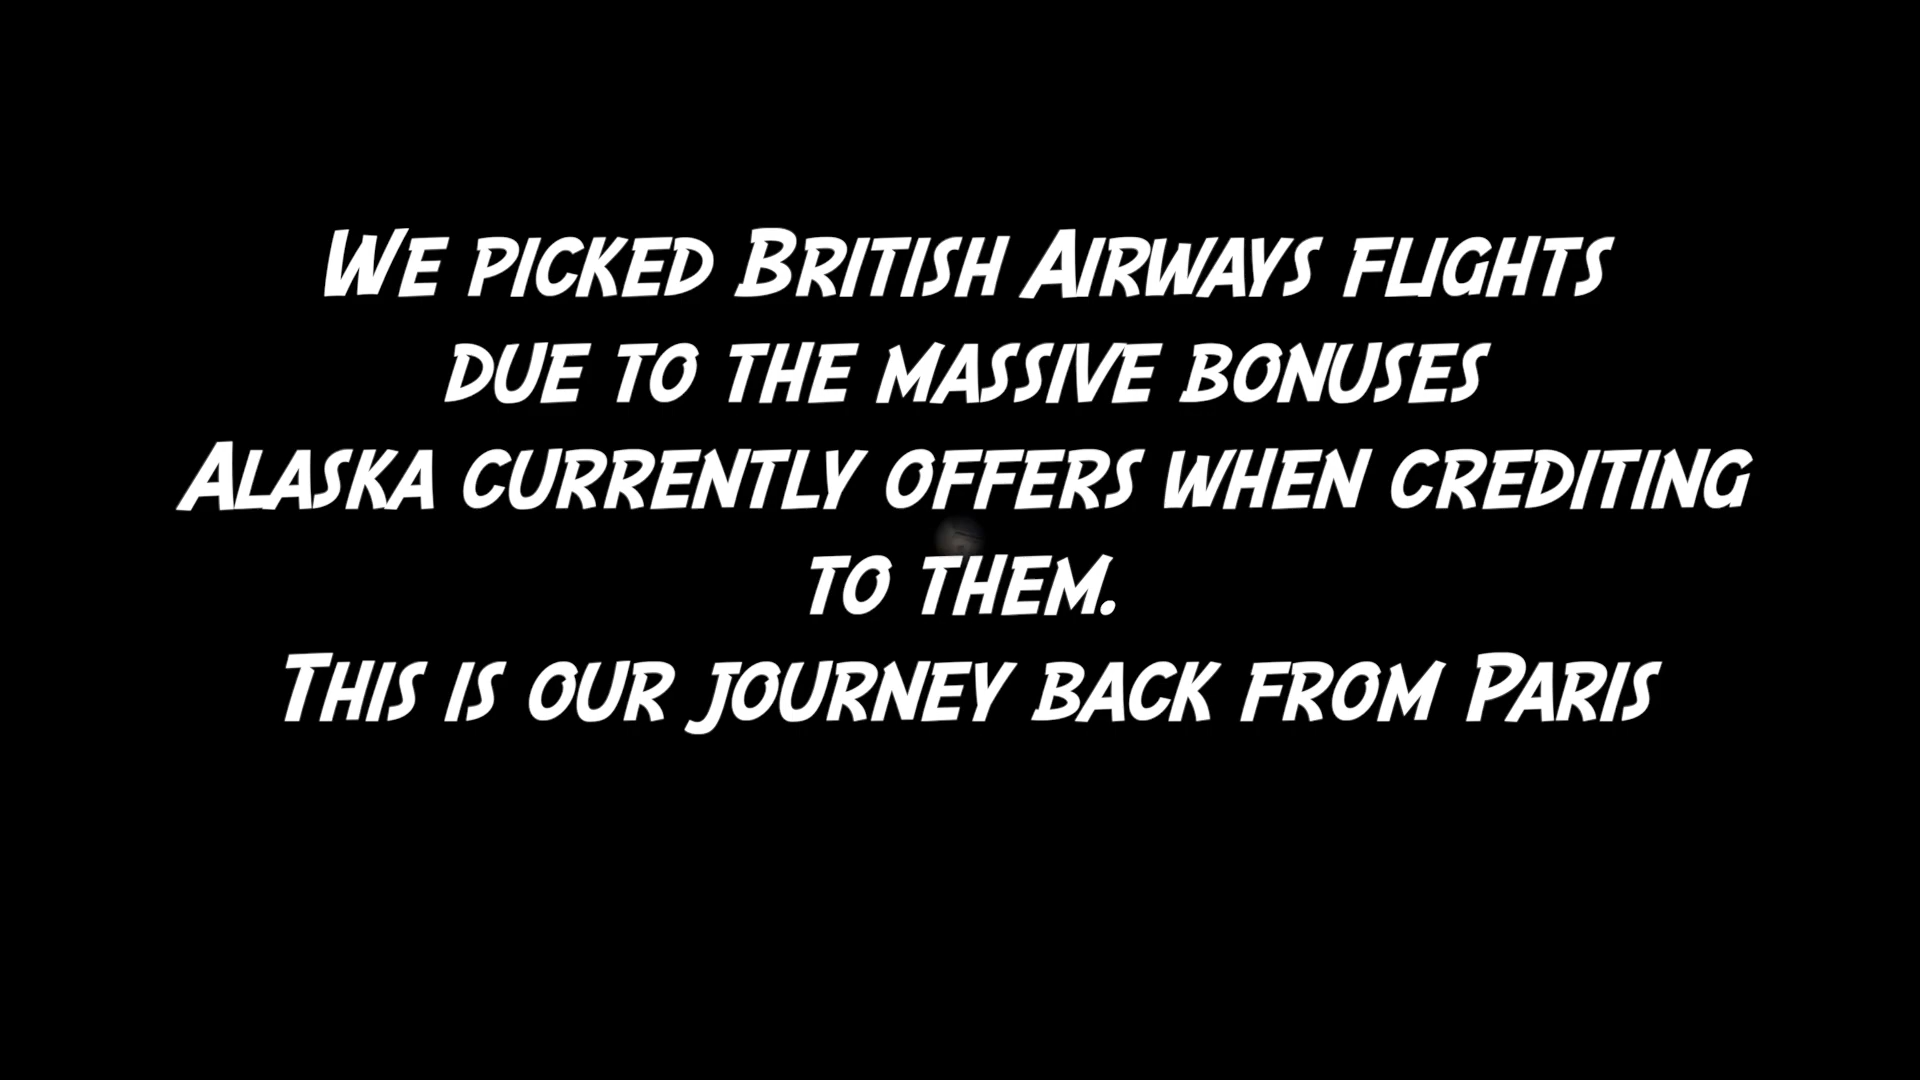 We picked British Airways flights
due to the massive bonuses
Alaska currently offers when crediting
to them.
This is our journey back from Paris